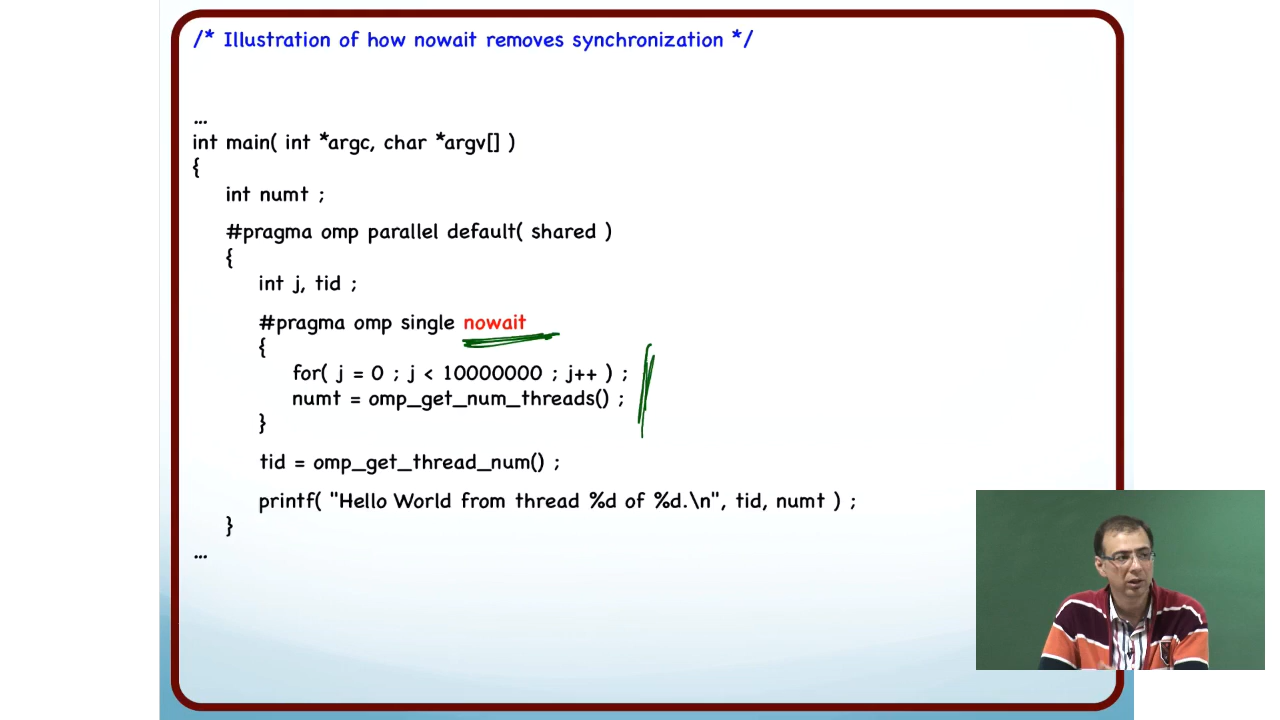 /* Illustration of how nowait removes synchronization */
...
int main( int *argc, char *argv[] )
{
int numt ;
#pragma omp parallel default( shared )
{
int j, tid ;
#pragma omp single nowait
{
for( j = 0 ; j < 10000000 ; j++ ) ;
numt = omp_get_num_threads() ;
}
tid = omp_get_thread_num() ;
printf( "Hello World from thread %d of %d.\n", tid, numt ) ;
}
...